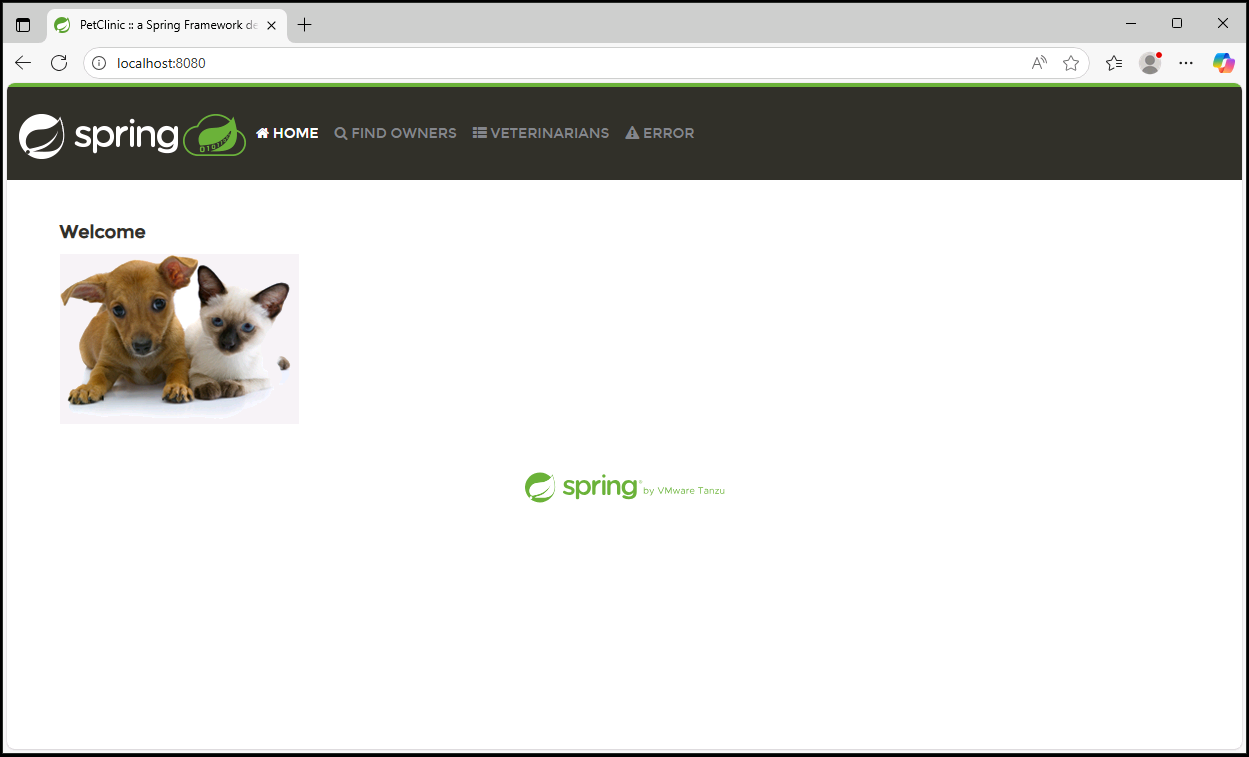 PetClinic :: a Spring Framework de
localhost:8080
spring
HOME
FIND OWNERS
VETERINARIANS
ERROR
Welcome
spring by VMware Tanzu